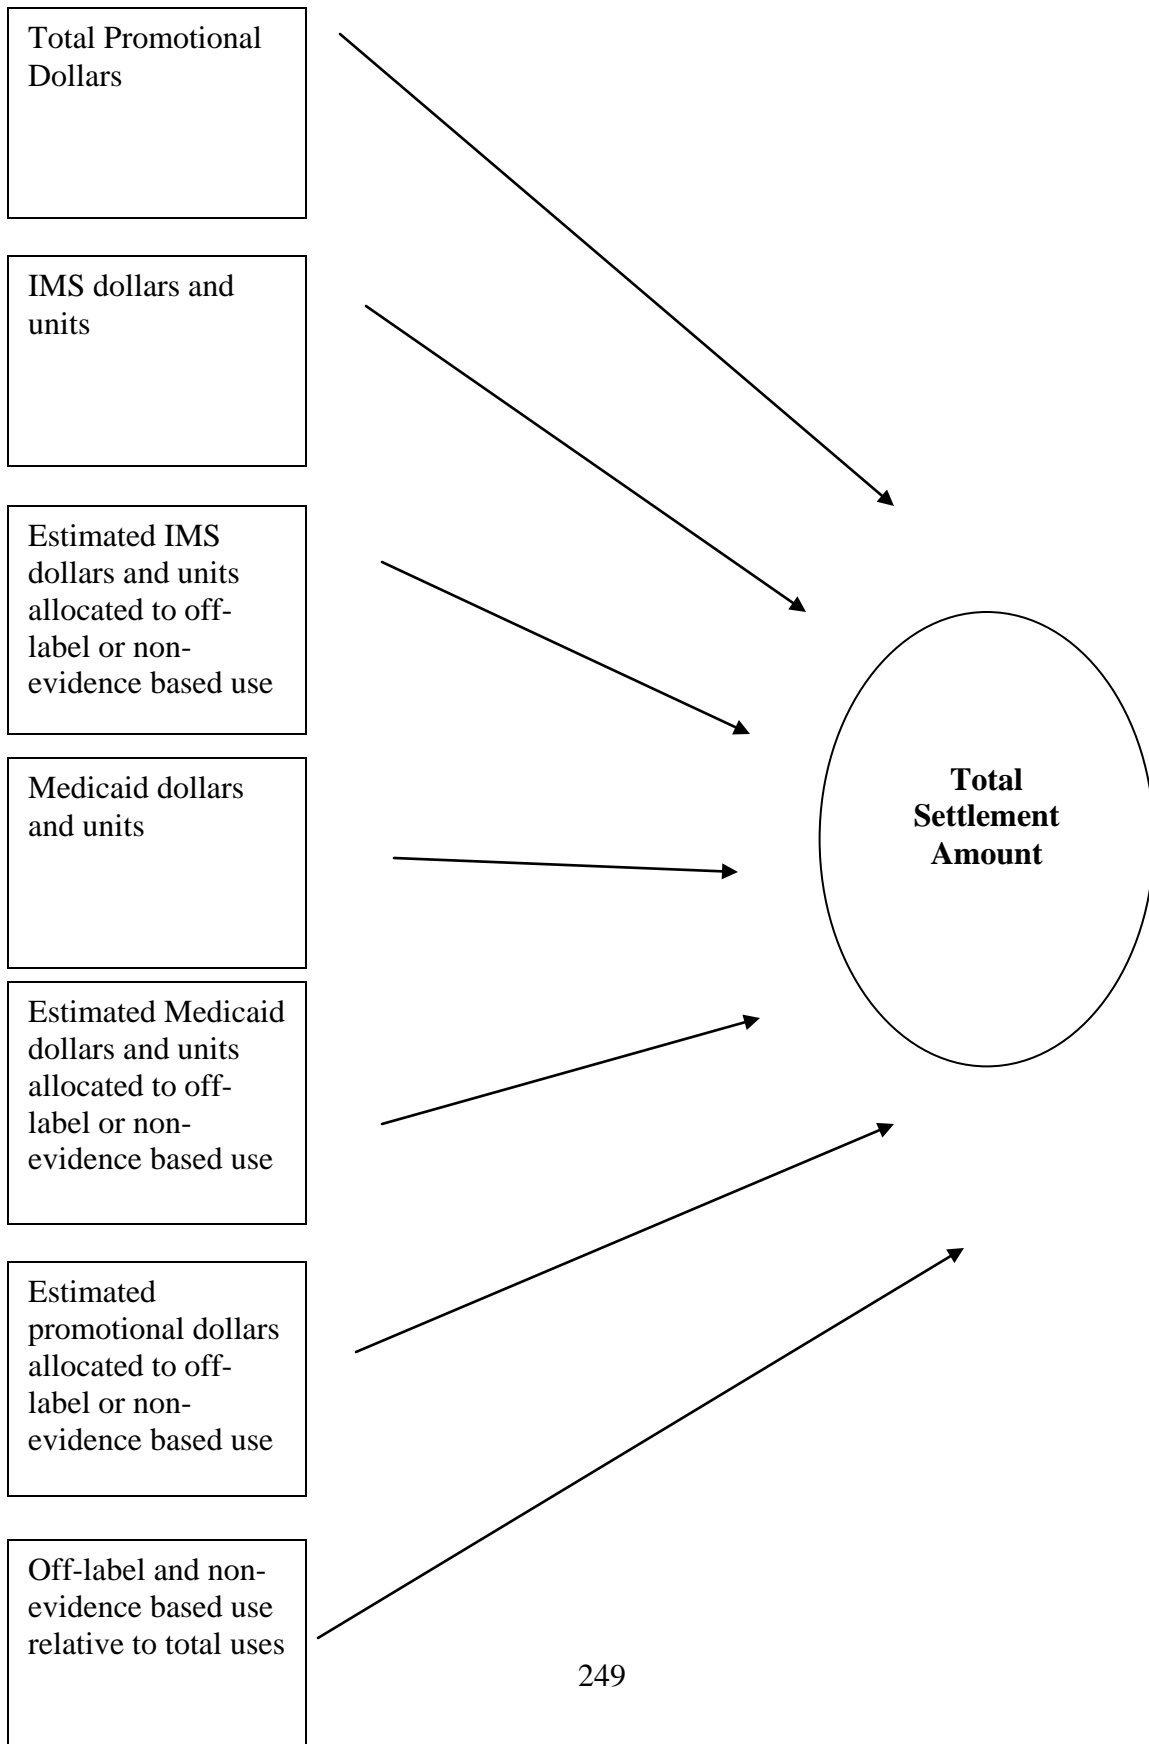 Total Promotional
Dollars
IMS dollars and
units
Estimated IMS
dollars and units
allocated to off-
label or non-
evidence based use
Medicaid dollars
and units
Estimated Medicaid
dollars and units
allocated to off-
label or non-
evidence based use
Estimated
promotional dollars
allocated to off-
label or non-
evidence based use
Off-label and non-
evidence based use
relative to total uses
Total
Settlement
Amount
249